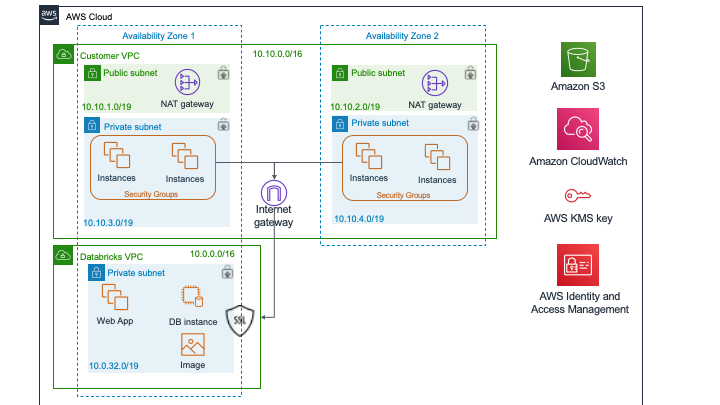 aws
AWS Cloud
Availability Zone 1
Availability Zone 2
Customer VPC
10.10.0.0/16
Public subnet
NAT gateway
10.10.1.0/19
Public subnet
NAT gateway
10.10.2.0/19
Private subnet
Instances
Instances
Security Groups
10.10.3.0/19
Private subnet
Instances
Instances
Security Groups
10.10.4.0/19
Internet
gateway
Databricks VPC
10.0.0.0/16
Private subnet
Web App
DB instance
SSL
Image
10.0.32.0/19
Amazon S3
Amazon CloudWatch
AWS KMS key
AWS Identity and
Access Management